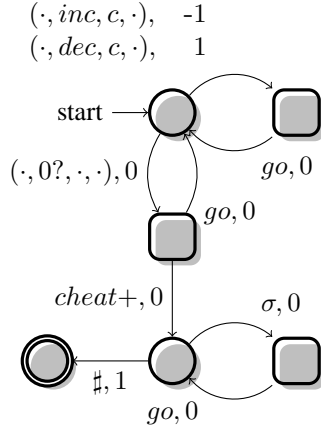 (·, inc, c, ·), -1
(·, dec, c, ·), 1
start
go, 0
(·, 0?, ·, ·), 0
go, 0
cheat+, 0
σ, 0
♯, 1
go, 0